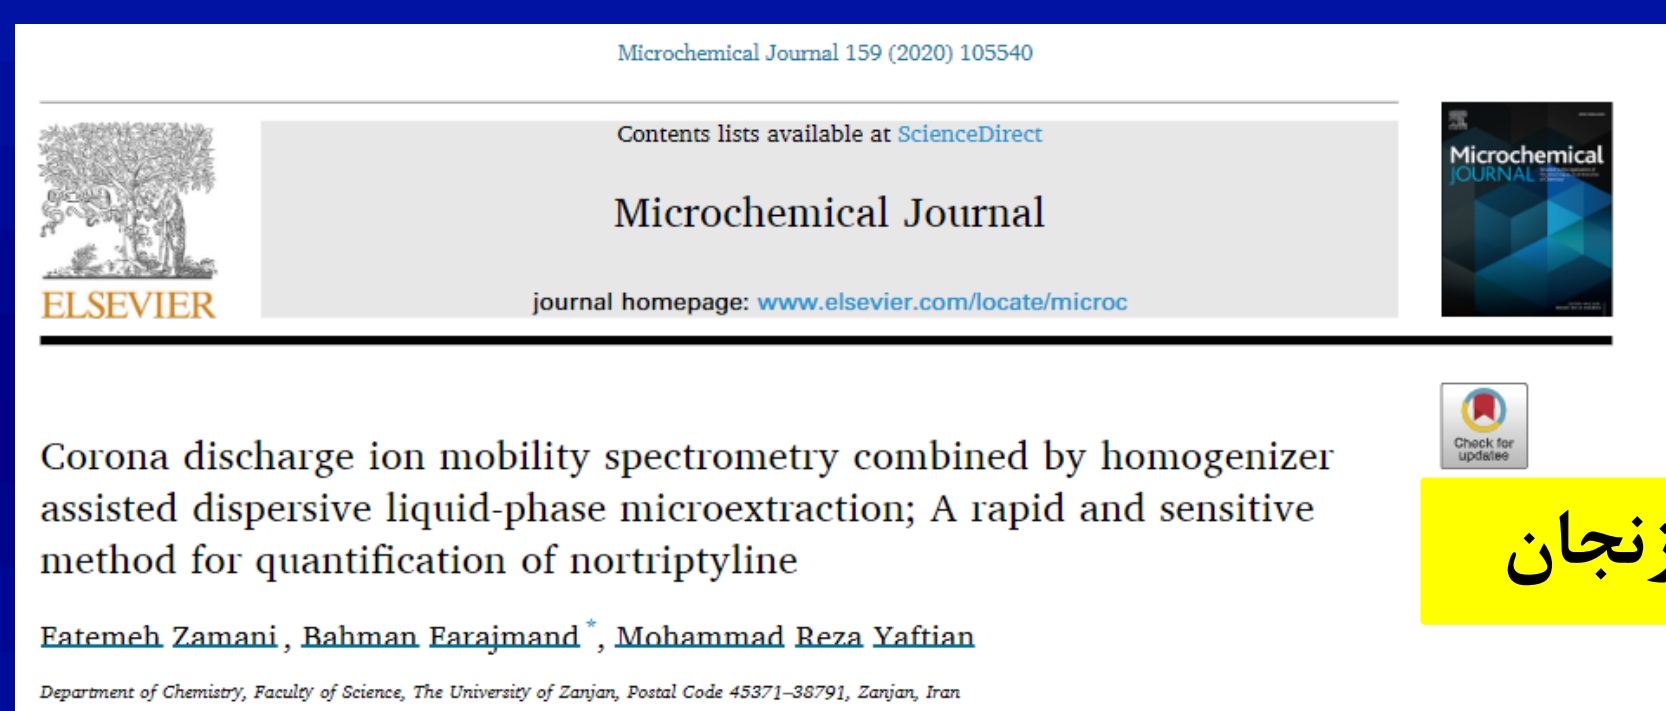 Microchemical Journal 159 (2020) 105540
Contents lists available at ScienceDirect
Microchemical Journal
journal homepage: www.elsevier.com/locate/microc
ELSEVIER
Microchemical
JOURNAL
Check for
updates
Corona discharge ion mobility spectrometry combined by homogenizer
assisted dispersive liquid-phase microextraction; A rapid and sensitive
method for quantification of nortriptyline
زنجان
Fatemeh Zamani, Bahman Farajmand*, Mohammad Reza Yaftian
Department of Chemistry, Faculty of Science, The University of Zanjan, Postal Code 45371–38791, Zanjan, Iran